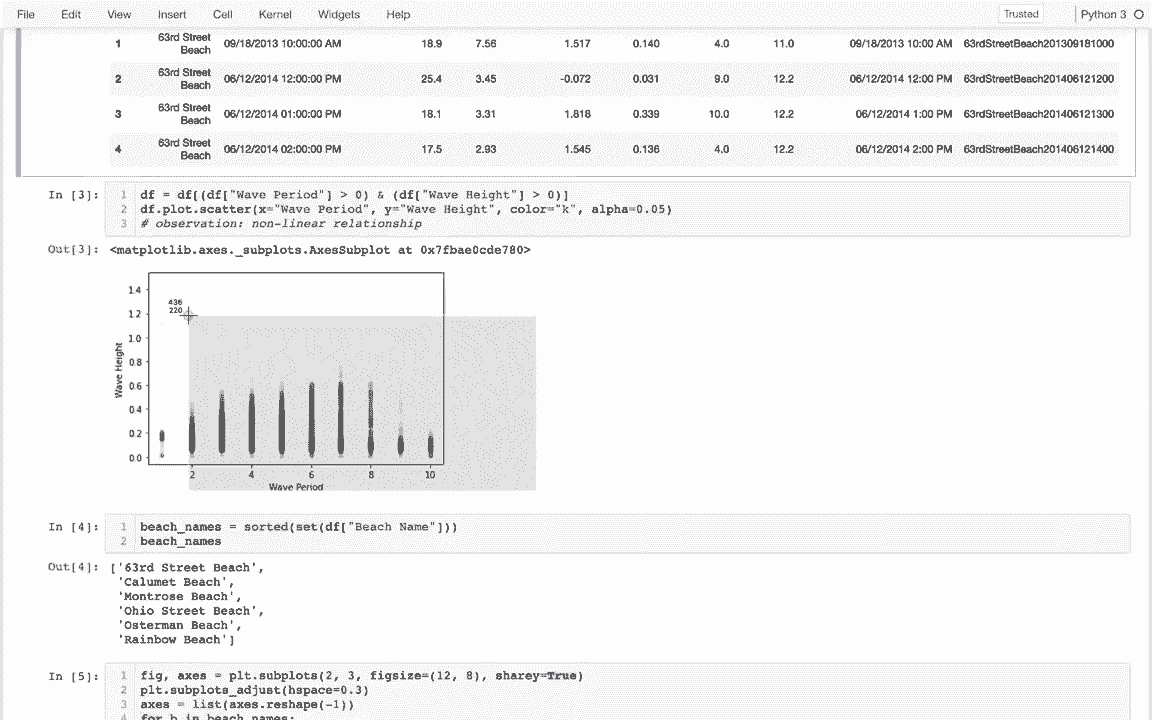 File Edit View Insert Cell Kernel Widgets Help Trusted Python 3
1 63rd Street Beach 09/18/2013 10:00:00 AM 18.9 7.56 1.517 0.140 4.0 11.0 09/18/2013 10:00 AM 63rdStreetBeach201309181000
2 63rd Street Beach 06/12/2014 12:00:00 PM 25.4 3.45 -0.072 0.031 9.0 12.2 06/12/2014 12:00 PM 63rdStreetBeach201406121200
3 63rd Street Beach 06/12/2014 01:00:00 PM 18.1 3.31 1.818 0.339 10.0 12.2 06/12/2014 1:00 PM 63rdStreetBeach201406121300
4 63rd Street Beach 06/12/2014 02:00:00 PM 17.5 2.93 1.545 0.136 4.0 12.2 06/12/2014 2:00 PM 63rdStreetBeach201406121400
In [3]: 1 df = df[(df["Wave Period"] > 0) & (df["Wave Height"] > 0)]
2 df.plot.scatter(x="Wave Period", y="Wave Height", color="k", alpha=0.05)
3 # observation: non-linear relationship
Out[3]: <matplotlib.axes._subplots.AxesSubplot at 0x7fbae0cde780>
1.4
436
220
1.2
1.0
0.8
0.6
0.4
0.2
0.0
Wave Height
2 4 6 8 10
Wave Period
In [4]: 1 beach_names = sorted(set(df["Beach Name"]))
2 beach_names
Out[4]: ['63rd Street Beach',
'Calumet Beach',
'Montrose Beach',
'Ohio Street Beach',
'Osterman Beach',
'Rainbow Beach']
In [5]: 1 fig, axes = plt.subplots(2, 3, figsize=(12, 8), sharey=True)
2 plt.subplots_adjust(hspace=0.3)
3 axes = list(axes.reshape(-1))
4 for b in beach_names: